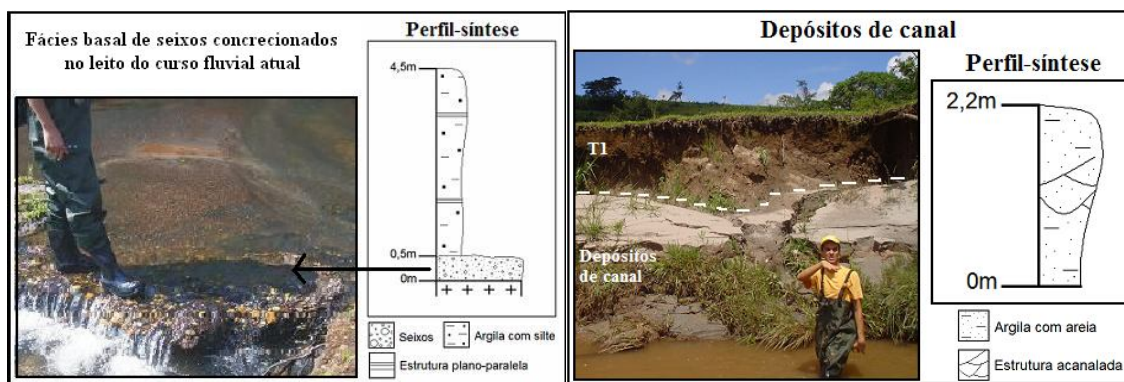 Fácies basal de seixos concrecionados
no leito do curso fluvial atual
Perfil-síntese
4,5m
0,5m
0m
Seixos
Argila com silte
Estrutura plano-paralela
Depósitos de canal
T1
Depósitos
de canal
Perfil-síntese
2,2m
0m
Argila com areia
Estrutura acanalada